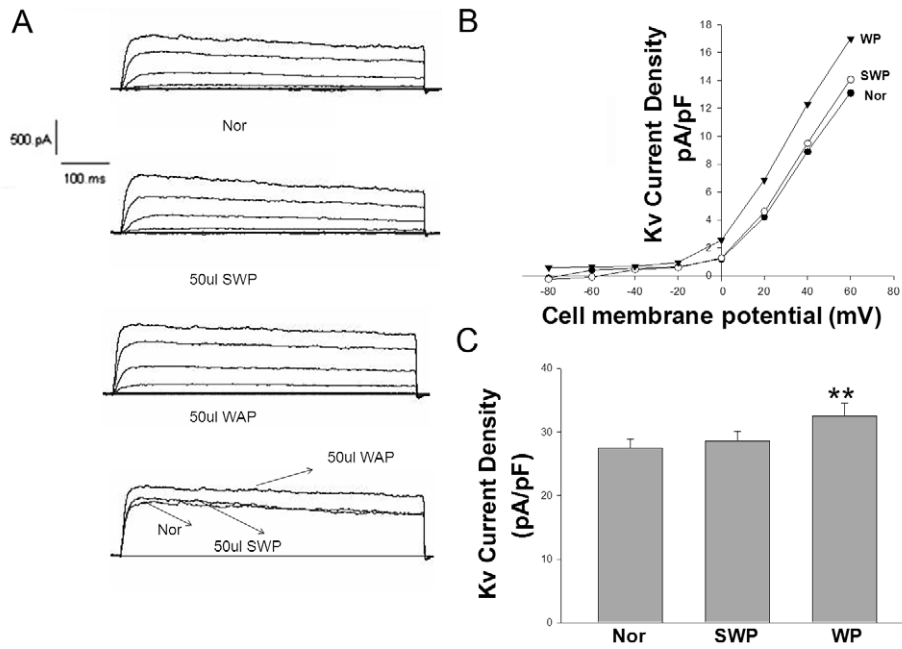 A
Nor
500 pA
100 ms
50ul SWP
50ul WAP
50ul WAP
Nor
50ul SWP
B
Kv Current Density
pA/pF
18
16
14
12
10
8
6
4
2
0
WP
SWP
Nor
-80 -60 -40 -20 0 20 40 60 80
Cell membrane potential (mV)
C
Kv Current Density
(pA/pF)
40
30
20
10
0
**
Nor SWP WP